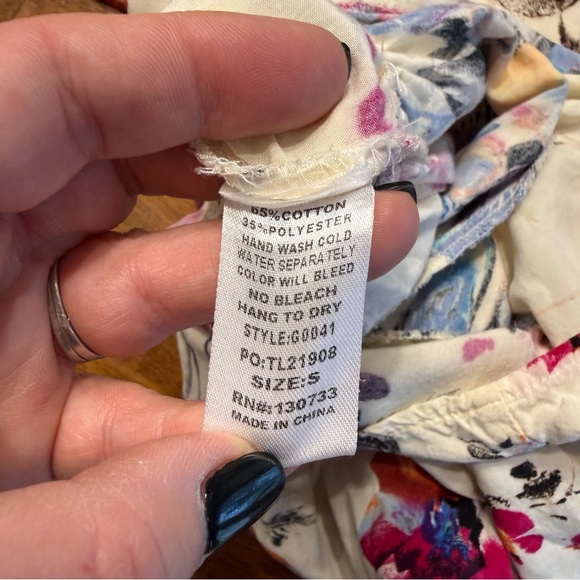 65%COTTON
35%POLYESTER
HAND WASH COLD
WATER SEPARATELY
COLOR WILL BLEED
NO BLEACH
HANG TO DRY
STYLE:G0041
PO:TL21908
SIZE:S
RN#:130733
MADE IN CHINA